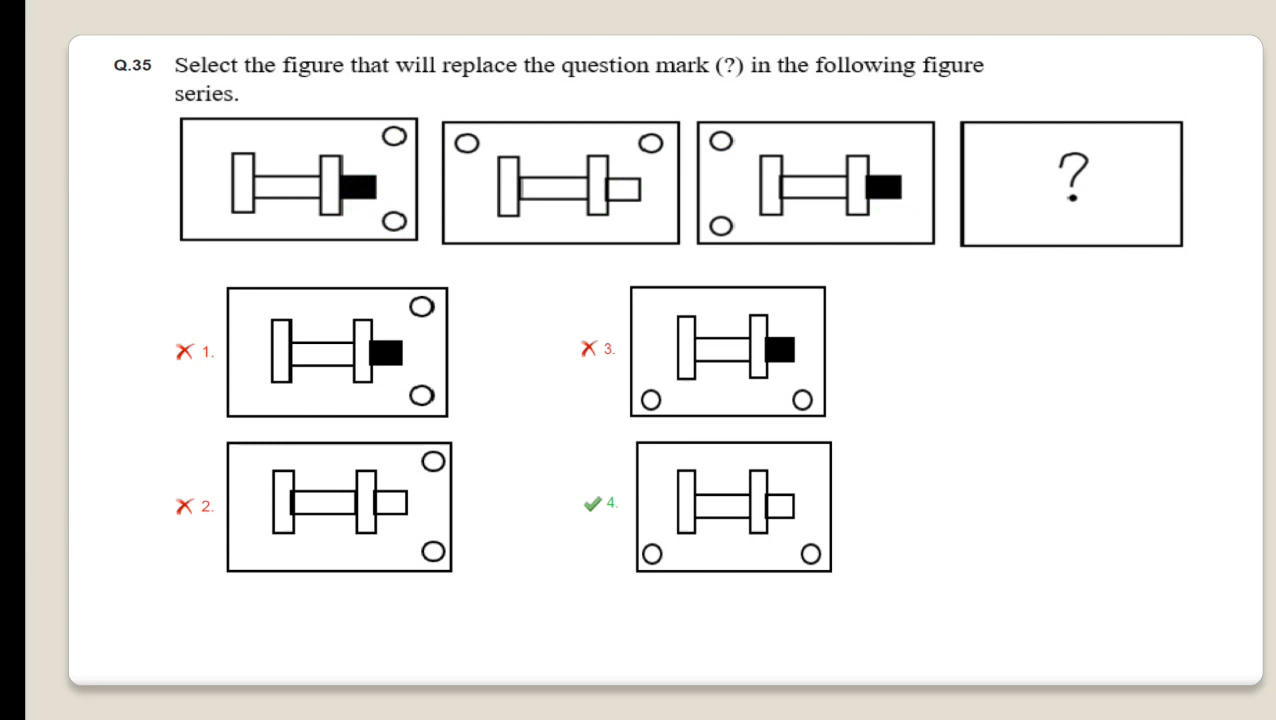 Q.35 Select the figure that will replace the question mark (?) in the following figure
series.
?
1.
3.
2.
4.